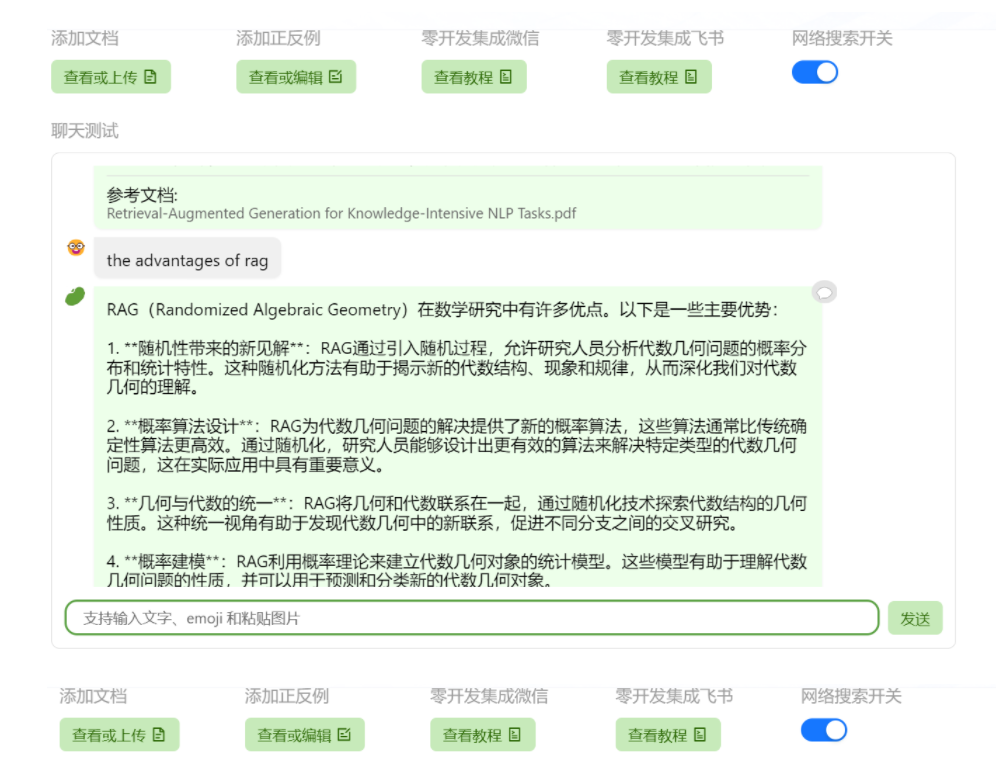 添加文档 添加正反例 零开发集成微信 零开发集成飞书 网络搜索开关
查看或上传 查看或编辑 查看教程 查看教程
聊天测试
参考文档:
Retrieval-Augmented Generation for Knowledge-Intensive NLP Tasks.pdf
the advantages of rag
RAG（Randomized Algebraic Geometry）在数学研究中有许多优点。以下是一些主要优势：
1. **随机性带来的新见解**：RAG通过引入随机过程，允许研究人员分析代数几何问题的概率分
布和统计特性。这种随机化方法有助于揭示新的代数结构、现象和规律，从而深化我们对代数
几何的理解。
2. **概率算法设计**：RAG为代数几何问题的解决提供了新的概率算法，这些算法通常比传统确
定性算法更高效。通过随机化，研究人员能够设计出更有效的算法来解决特定类型的代数几何
问题，这在实际应用中具有重要意义。
3. **几何与代数的统一**：RAG将几何和代数联系在一起，通过随机化技术探索代数结构的几何
性质。这种统一视角有助于发现代数几何中的新联系，促进不同分支之间的交叉研究。
4. **概率建模**：RAG利用概率理论来建立代数几何对象的统计模型。这些模型有助于理解代数
几何问题的性质，并可以用于预测和分类新的代数几何对象。
支持输入文字、emoji 和粘贴图片 发送
添加文档 添加正反例 零开发集成微信 零开发集成飞书 网络搜索开关
查看或上传 查看或编辑 查看教程 查看教程